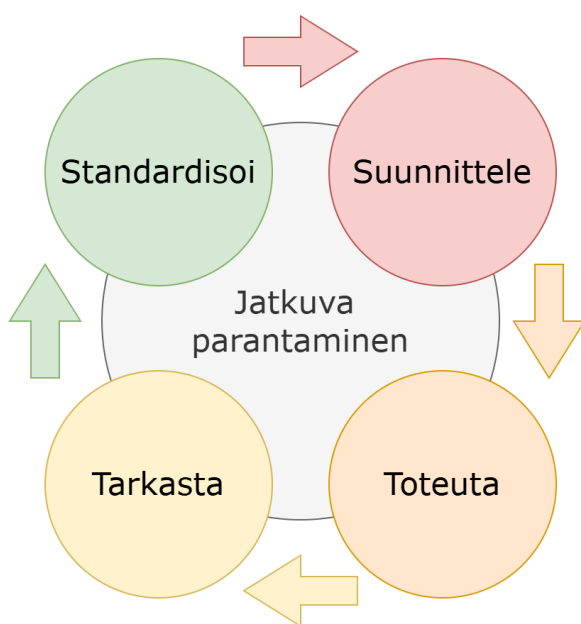 Standardisoi
Suunnittele
Jatkuva
parantaminen
Tarkasta
Toteuta